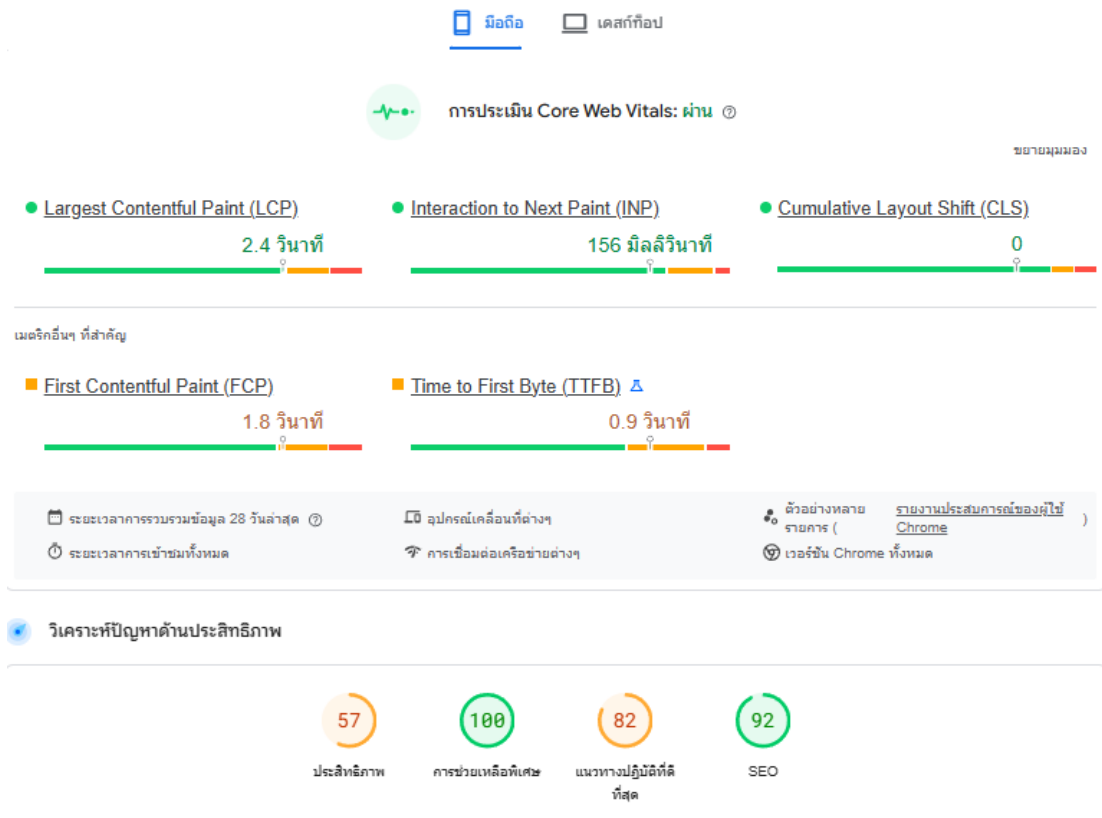 มือถือ เดสก์ท็อป
การประเมิน Core Web Vitals: ผ่าน
ขยายมุมมอง
Largest Contentful Paint (LCP)
2.4 วินาที
Interaction to Next Paint (INP)
156 มิลลิวินาที
Cumulative Layout Shift (CLS)
0
เมตริกอื่นๆ ที่สำคัญ
First Contentful Paint (FCP)
1.8 วินาที
Time to First Byte (TTFB)
0.9 วินาที
ระยะเวลาการรวบรวมข้อมูล 28 วันล่าสุด
อุปกรณ์เคลื่อนที่ต่างๆ
ตัวอย่างหลาย
รายการ (
รายงานประสบการณ์ของผู้ใช้
Chrome
)
ระยะเวลาการเข้าชมทั้งหมด
การเชื่อมต่อเครือข่ายต่างๆ
เวอร์ชัน Chrome ทั้งหมด
วิเคราะห์ปัญหาด้านประสิทธิภาพ
57
ประสิทธิภาพ
100
การช่วยเหลือพิเศษ
82
แนวทางปฏิบัติที่ดี
ที่สุด
92
SEO